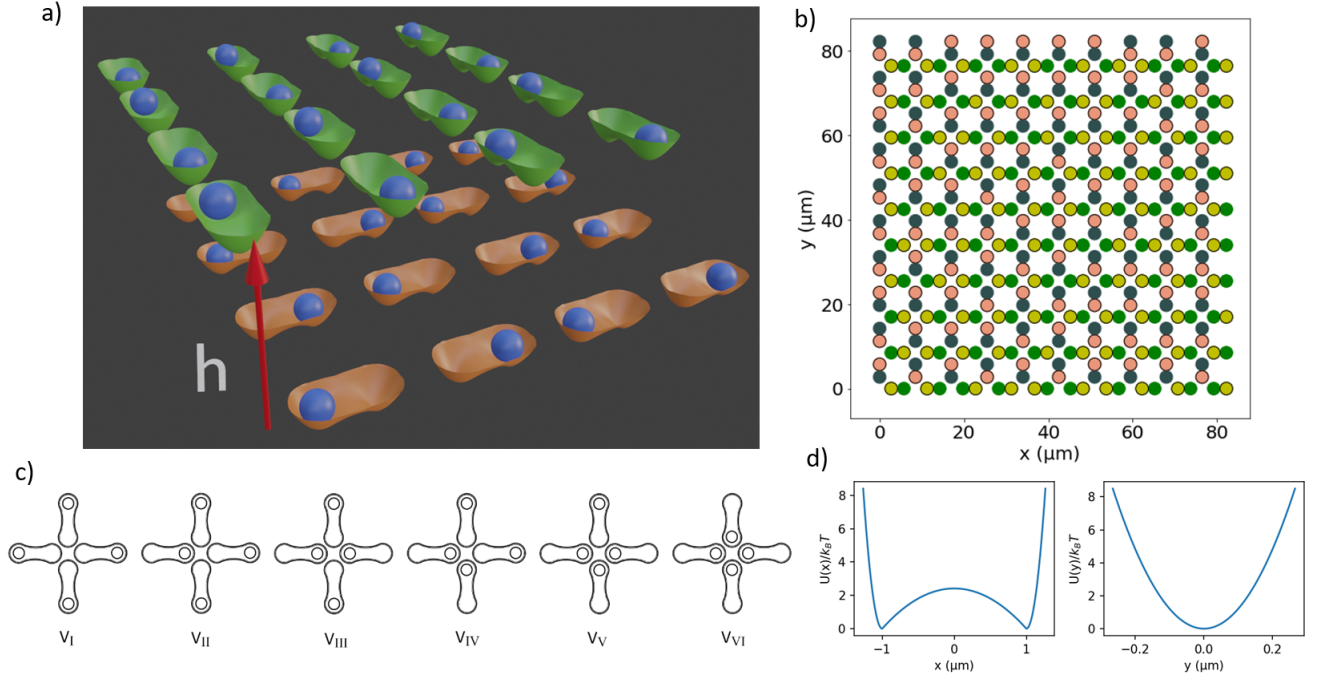 a)
h
b)
80
60
40
20
0
y (μm)
0 20 40 60 80
x (μm)
c)
V_I V_II V_III V_IV V_V V_VI
d)
8
6
4
2
0
U(x)/k_BT
−1 0 1
x (μm)
8
6
4
2
0
U(y)/k_BT
−0.2 0.0 0.2
y (μm)